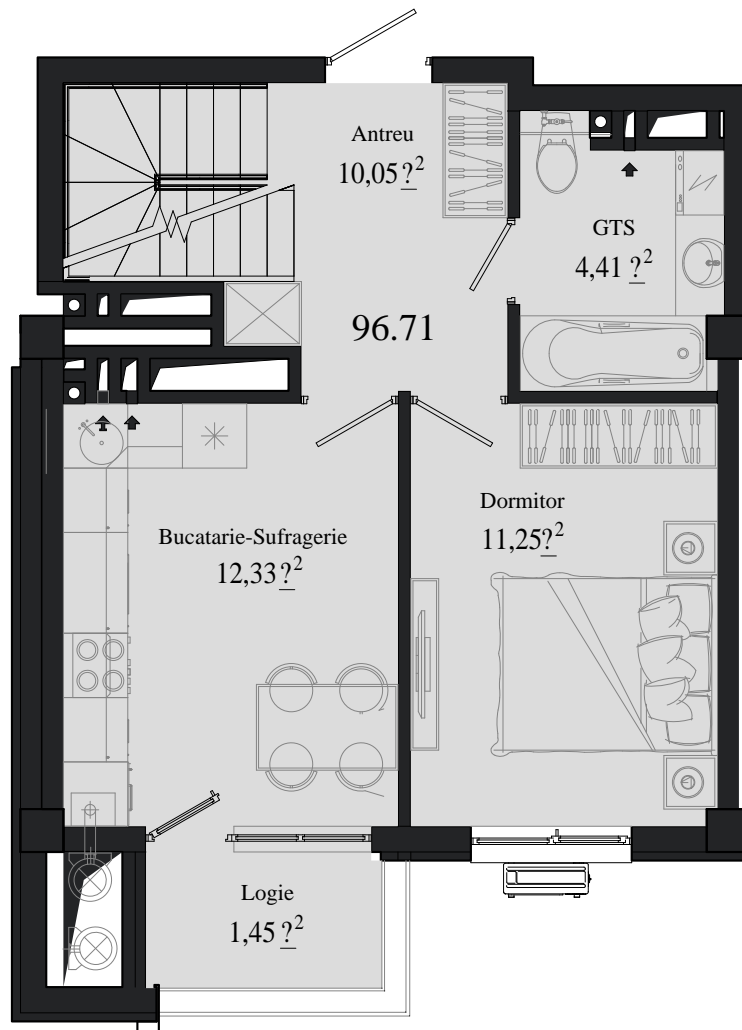 Antreu
10,05?²
GTS
4,41 ?²
96.71
Dormitor
11,25?²
Bucatarie-Sufragerie
12,33?²
Logie
1,45?²